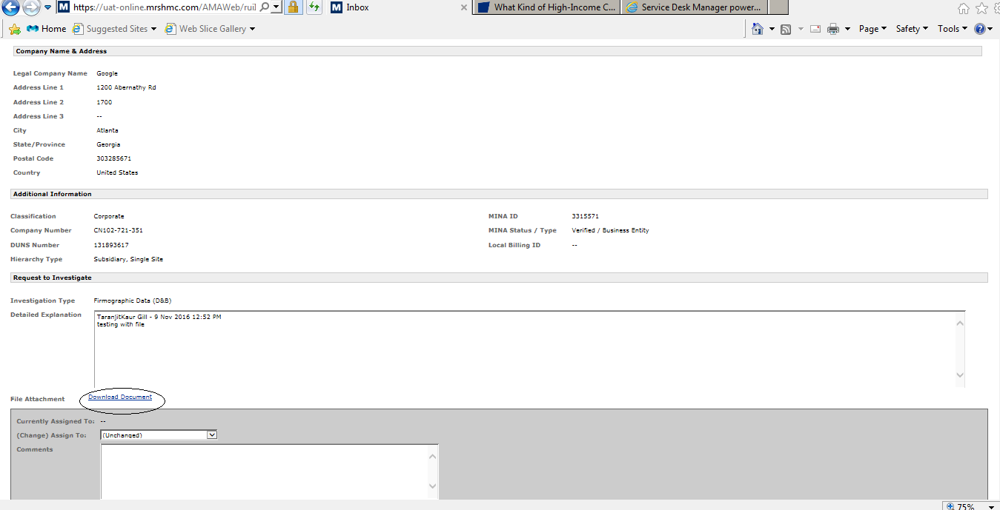 M https://uat-online.mrshmc.com/AMAWeb/ruil
M Inbox
What Kind of High-Income C...
Service Desk Manager power...
Home Suggested Sites Web Slice Gallery Page Safety Tools
Company Name & Address
Legal Company Name Google
Address Line 1 1200 Abernathy Rd
Address Line 2 1700
Address Line 3 --
City Atlanta
State/Province Georgia
Postal Code 303285671
Country United States
Additional Information
Classification Corporate MINA ID 3315571
Company Number CN102-721-351 MINA Status / Type Verified / Business Entity
DUNS Number 131893617 Local Billing ID --
Hierarchy Type Subsidiary, Single Site
Request to Investigate
Investigation Type Firmographic Data (D&B)
Detailed Explanation TaranjitKaur Gill - 9 Nov 2016 12:52 PM
testing with file
File Attachment Download Document
Currently Assigned To: --
(Change) Assign To: (Unchanged)
Comments
75%